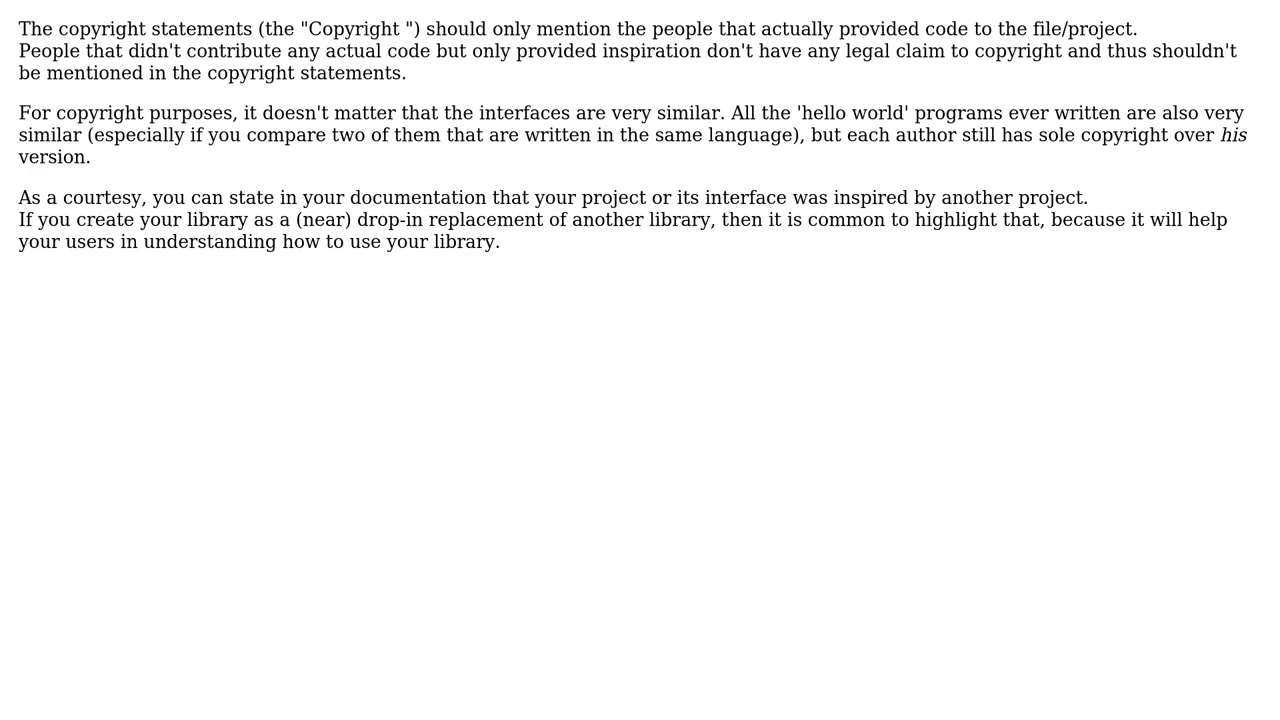 The copyright statements (the "Copyright ") should only mention the people that actually provided code to the file/project.
People that didn't contribute any actual code but only provided inspiration don't have any legal claim to copyright and thus shouldn't
be mentioned in the copyright statements.
For copyright purposes, it doesn't matter that the interfaces are very similar. All the 'hello world' programs ever written are also very
similar (especially if you compare two of them that are written in the same language), but each author still has sole copyright over his
version.
As a courtesy, you can state in your documentation that your project or its interface was inspired by another project.
If you create your library as a (near) drop-in replacement of another library, then it is common to highlight that, because it will help
your users in understanding how to use your library.